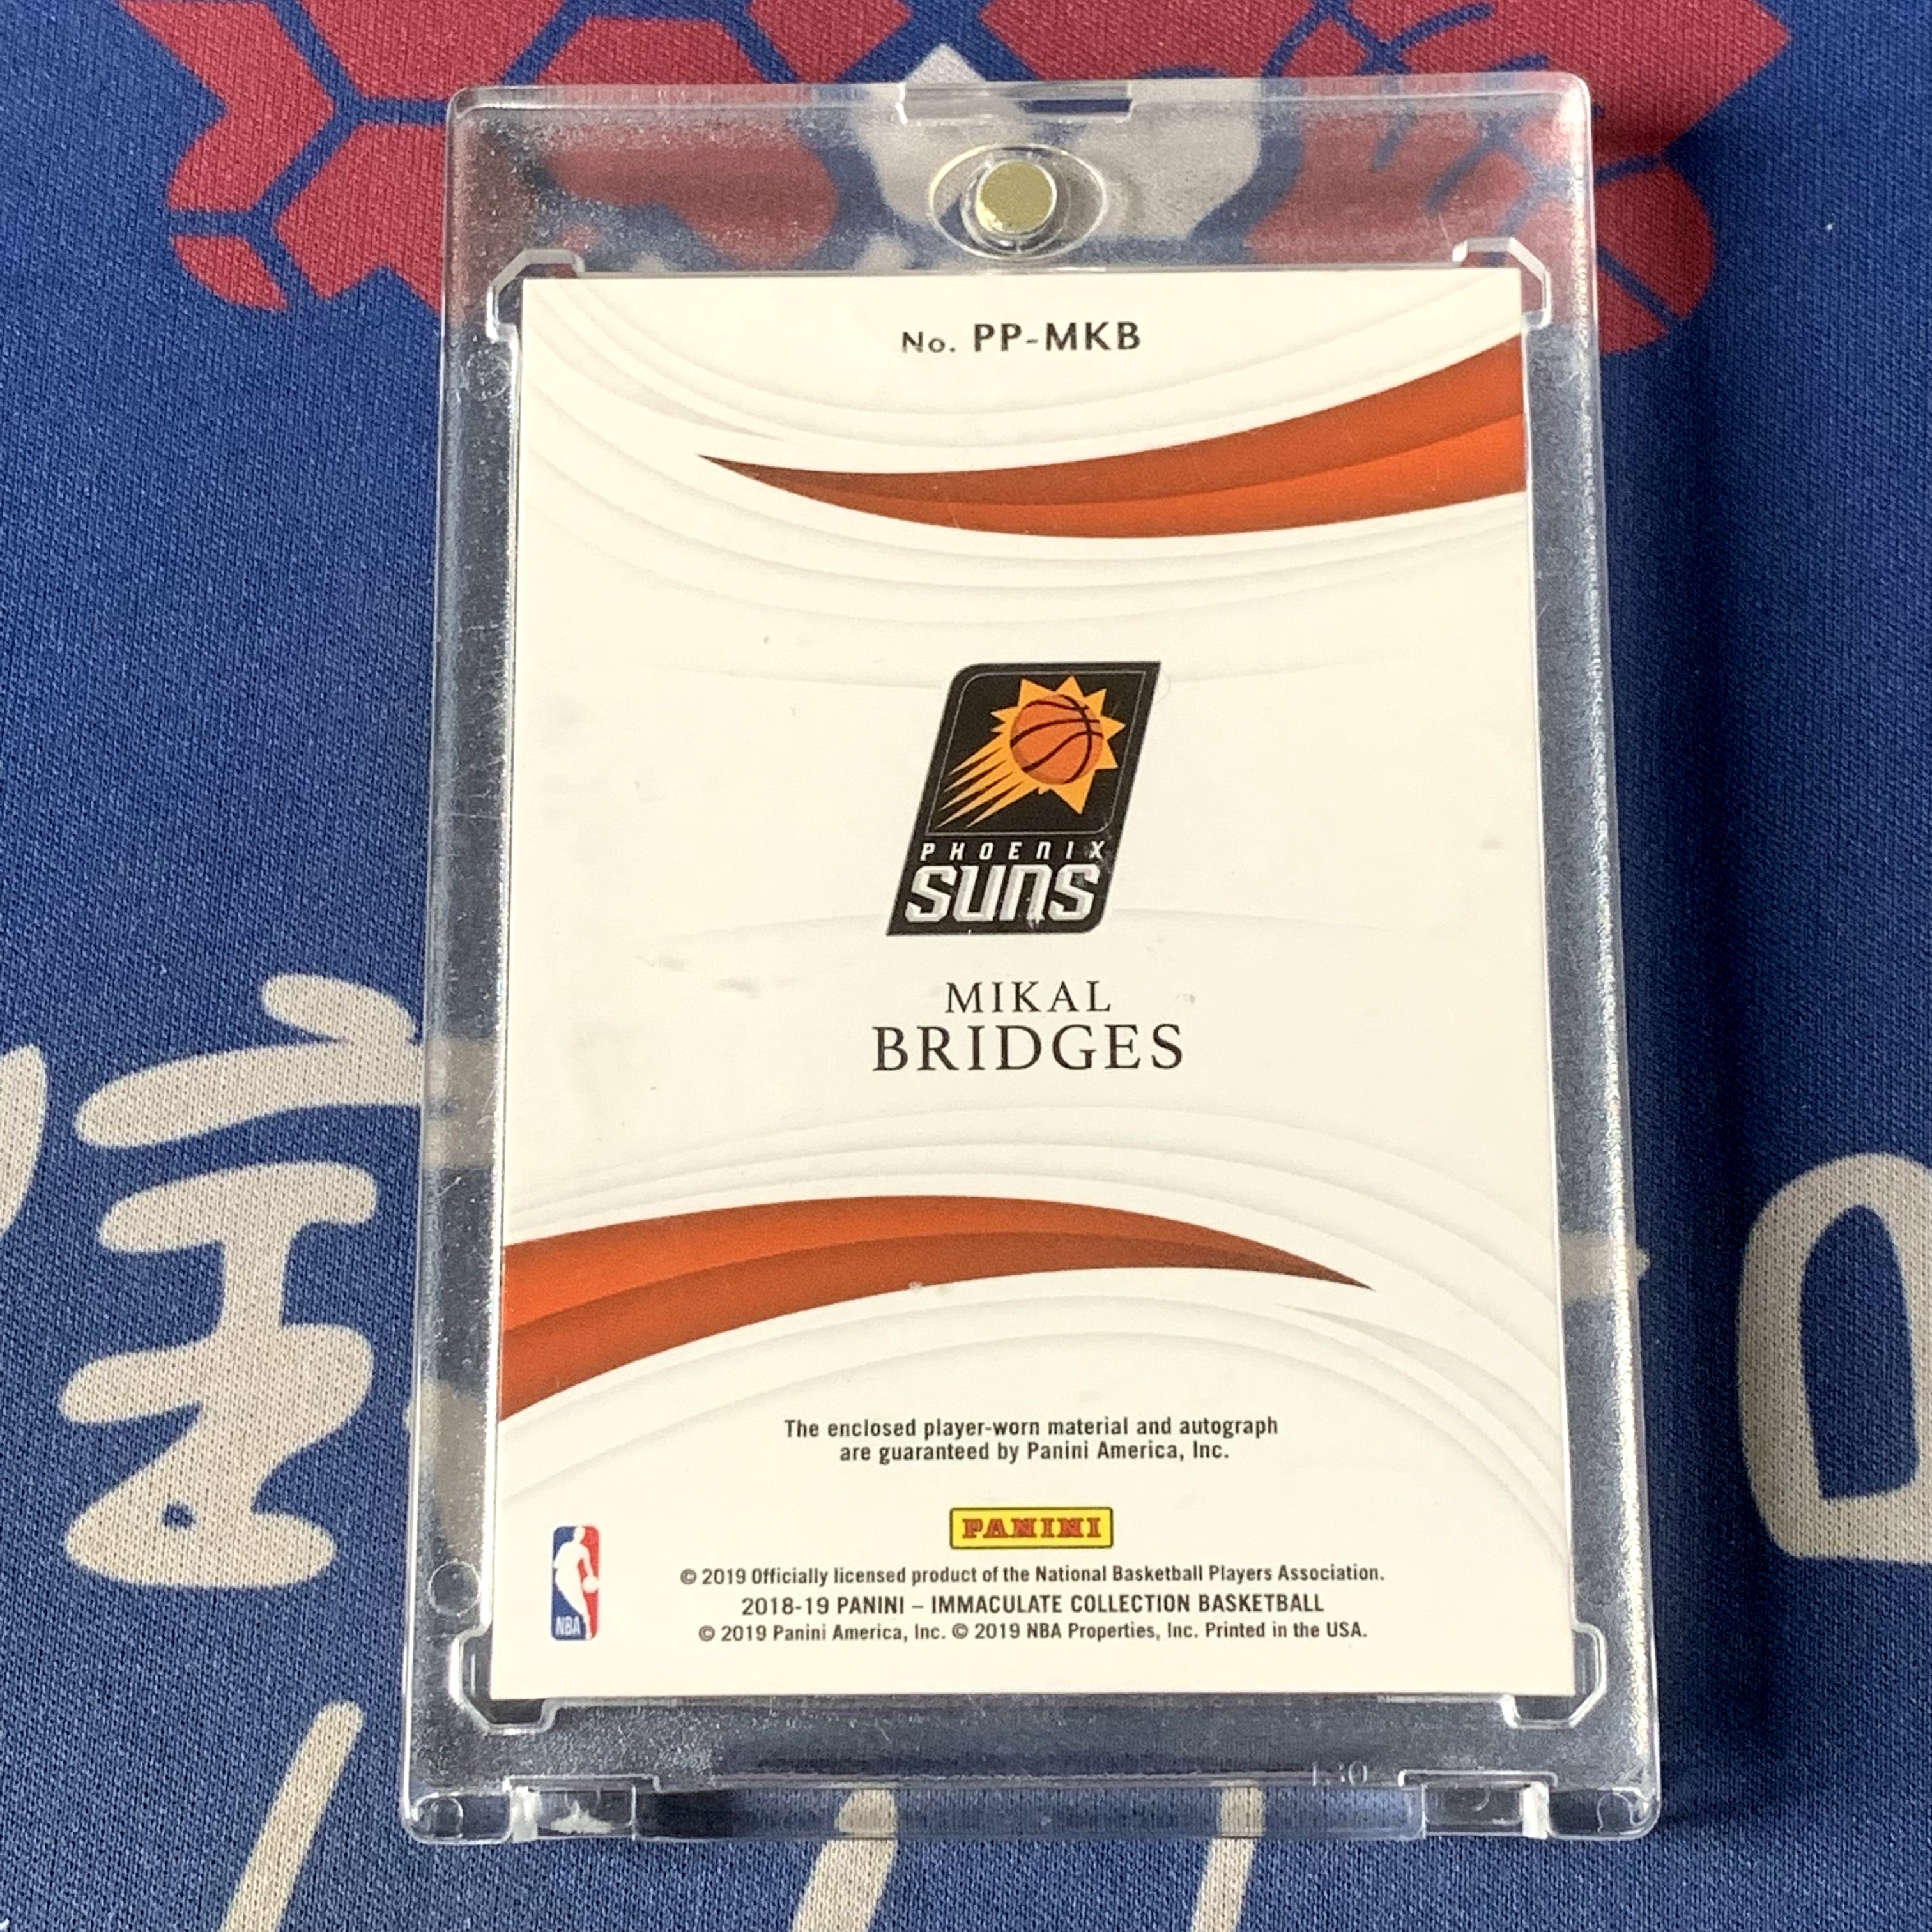 No. PP-MKB
PHOENIX
SUNS
MIKAL
BRIDGES
The enclosed player-worn material and autograph
are guaranteed by Panini America, Inc.
PANINI
NBA
© 2019 Officially licensed product of the National Basketball Players Association.
2018-19 PANINI – IMMACULATE COLLECTION BASKETBALL
© 2019 Panini America, Inc. © 2019 NBA Properties, Inc. Printed in the USA.